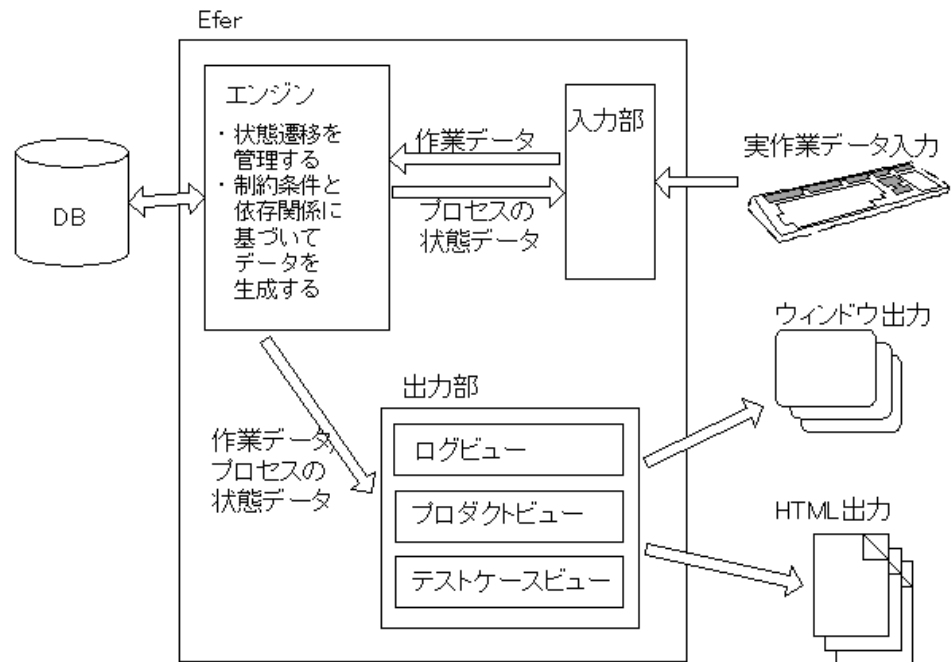 Efer
エンジン
・状態遷移を
管理する
・制約条件と
依存関係に
基づいて
データを
生成する
DB
作業データ
プロセスの
状態データ
入力部
実作業データ入力
ウィンドウ出力
出力部
ログビュー
プロダクトビュー
テストケースビュー
作業データ,
プロセスの
状態データ
HTML出力